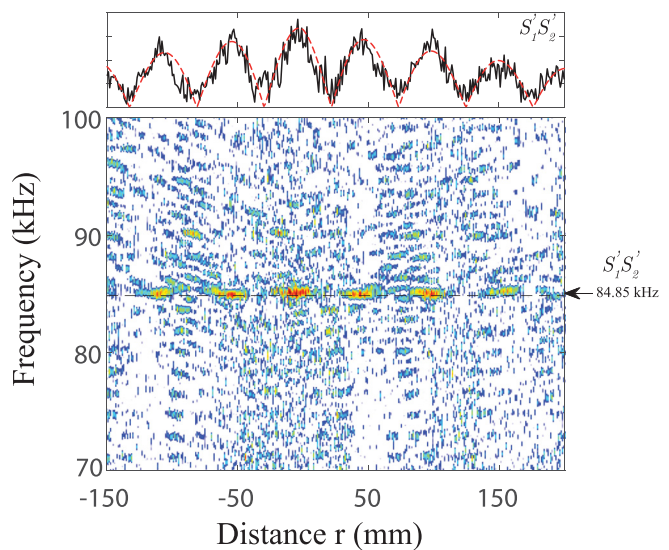 S'₁S'₂
100
90
80
70
Frequency (kHz)
S'₁S'₂
84.85 kHz
-150
-50
50
150
Distance r (mm)